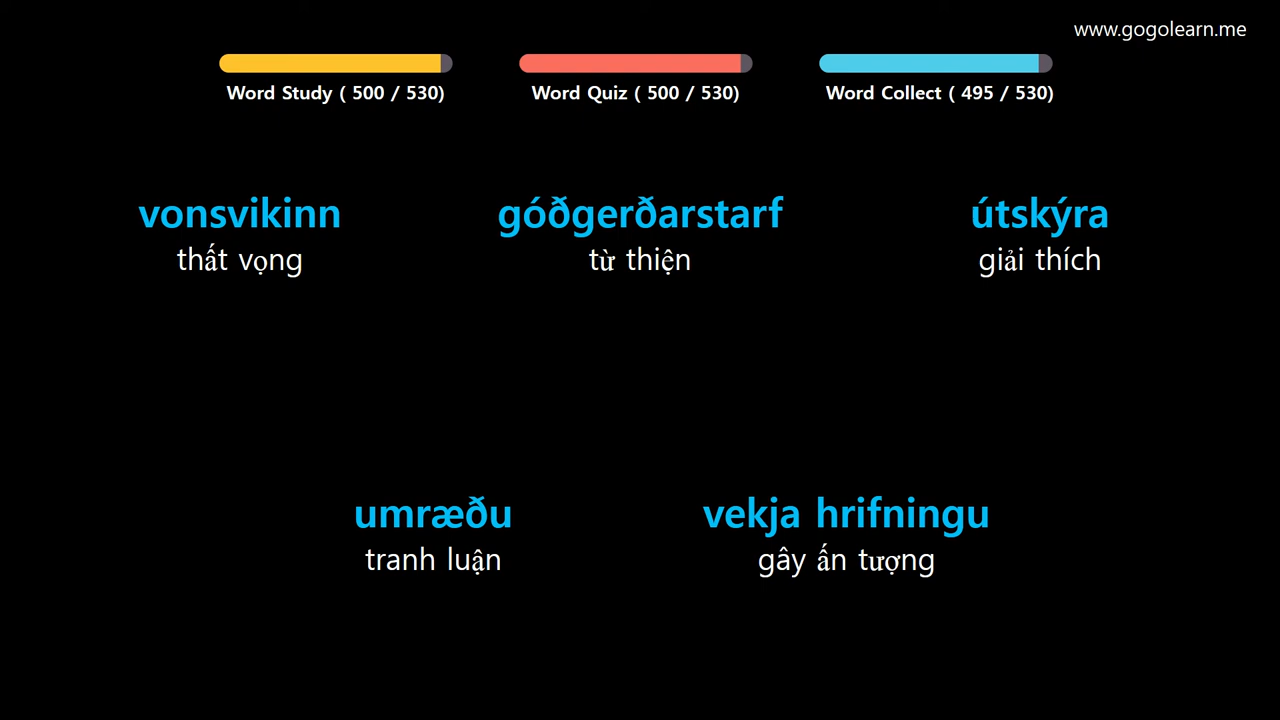 www.gogolearn.me
Word Study ( 500 / 530)
Word Quiz ( 500 / 530)
Word Collect ( 495 / 530)
vonsvikinn
thất vọng
góðgerðarstarf
từ thiện
útskýra
giải thích
umræðu
tranh luận
vekja hrifningu
gây ấn tượng